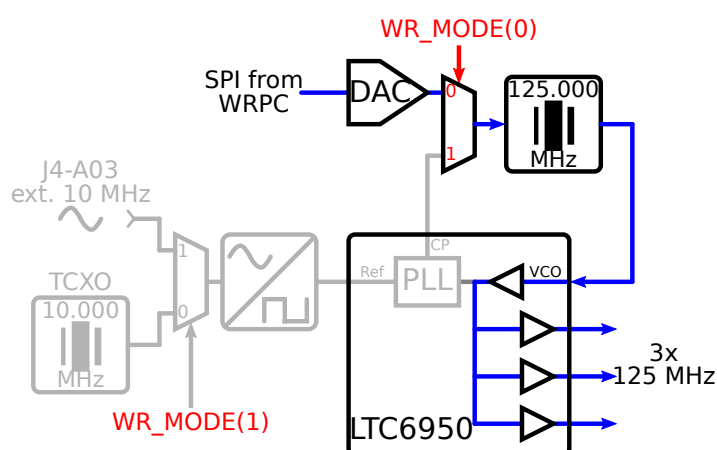 WR_MODE(0)
SPI from
WRPC
DAC
0
1
125.000
MHz
J4-A03
ext. 10 MHz
1
0
TCXO
10.000
MHz
WR_MODE(1)
CP
Ref
PLL
VCO
3x
125 MHz
LTC6950